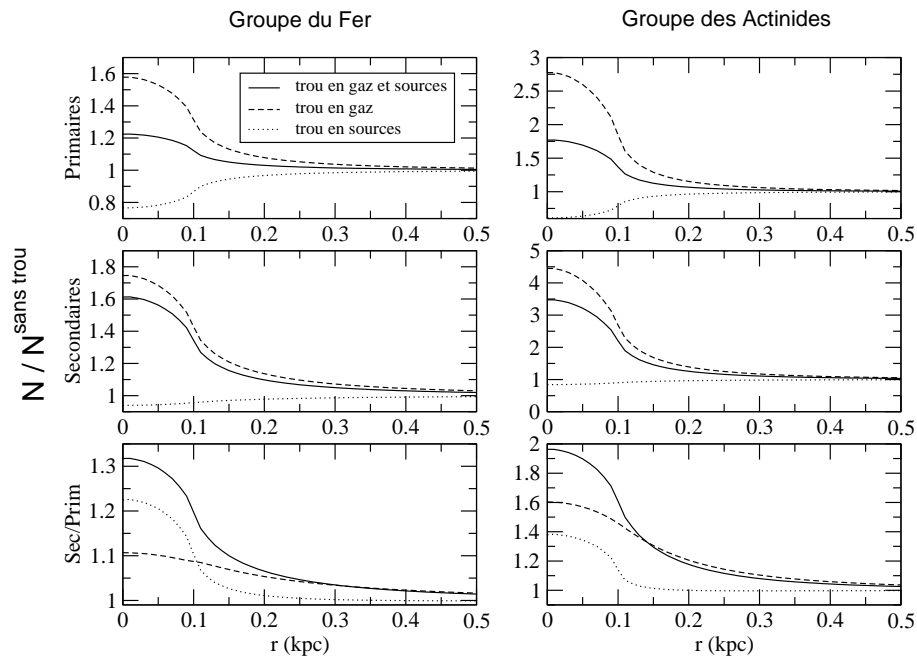 Groupe du Fer
Groupe des Actinides
N / N^sans trou
Primaires
1.6
1.4
1.2
1
0.8
0 0.1 0.2 0.3 0.4 0.5
trou en gaz et sources
trou en gaz
trou en sources
3
2.5
2
1.5
1
0 0.1 0.2 0.3 0.4 0.5
Secondaires
1.8
1.6
1.4
1.2
1
0 0.1 0.2 0.3 0.4 0.5
5
4
3
2
1
0
0 0.1 0.2 0.3 0.4 0.5
Sec/Prim
1.3
1.2
1.1
1
0 0.1 0.2 0.3 0.4 0.5
r (kpc)
2
1.8
1.6
1.4
1.2
1
0 0.1 0.2 0.3 0.4 0.5
r (kpc)